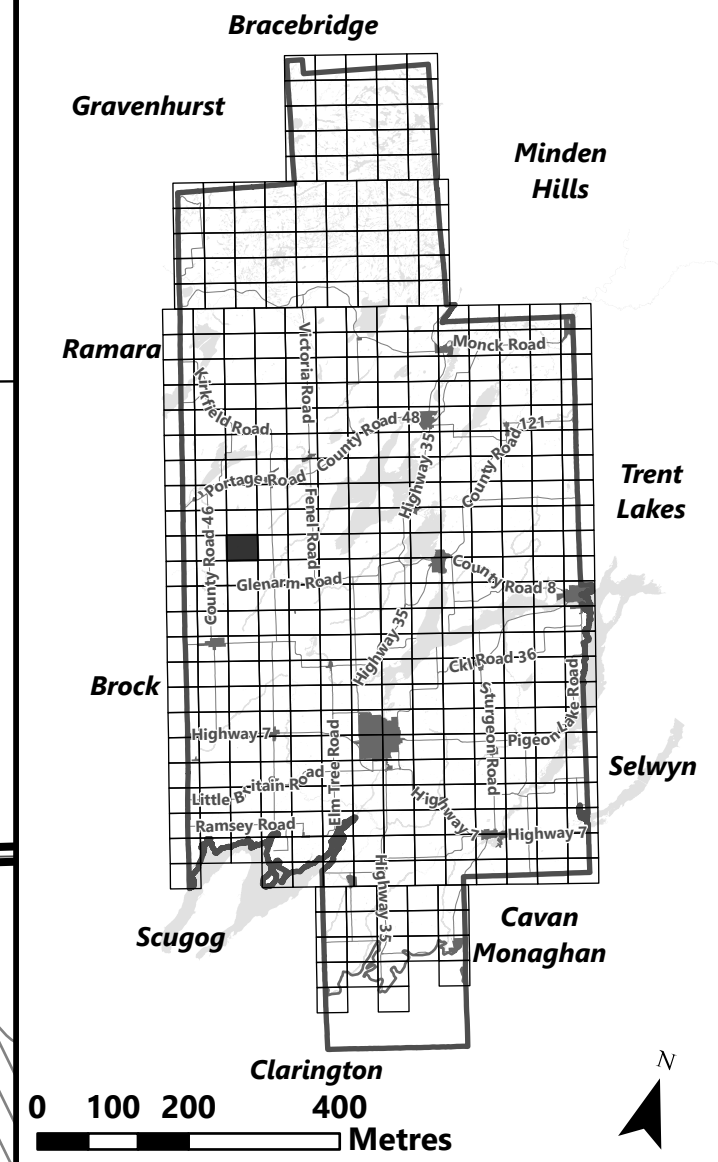 Bracebridge
Gravenhurst
Minden
Hills
Ramara
Monck Road
Victoria Road
Kirkfield Road
County Road 48
121
County Road
Highway 35
Portage Road
Fenel Road
Trent
Lakes
County Road 46
Glenarm Road
County Road 8
Highway 35
Ckl Road 36
Brock
Sturgeon Road
Pigeon Lake Road
Highway 7
Elm Tree Road
Selwyn
Little Britain Road
Ramsey Road
Highway 7
Highway 7
Highway 35
Scugog
Cavan
Monaghan
Clarington
N
0 100 200 400
Metres